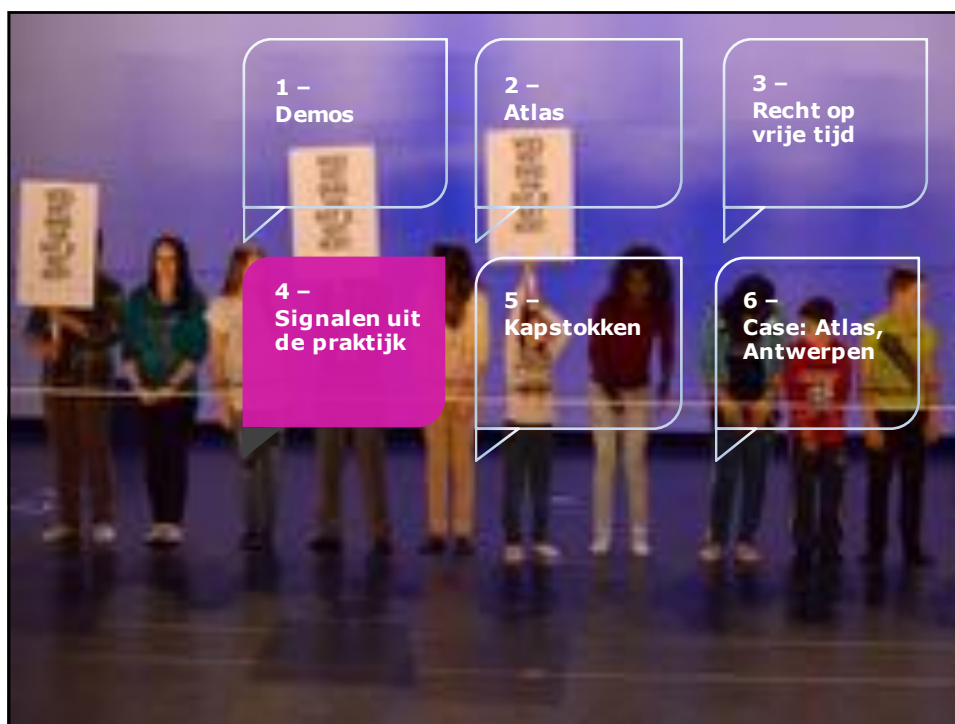 1 –
Demos
2 –
Atlas
3 –
Recht op
vrije tijd
4 –
Signalen uit
de praktijk
5 –
Kapstokken
6 –
Case: Atlas,
Antwerpen